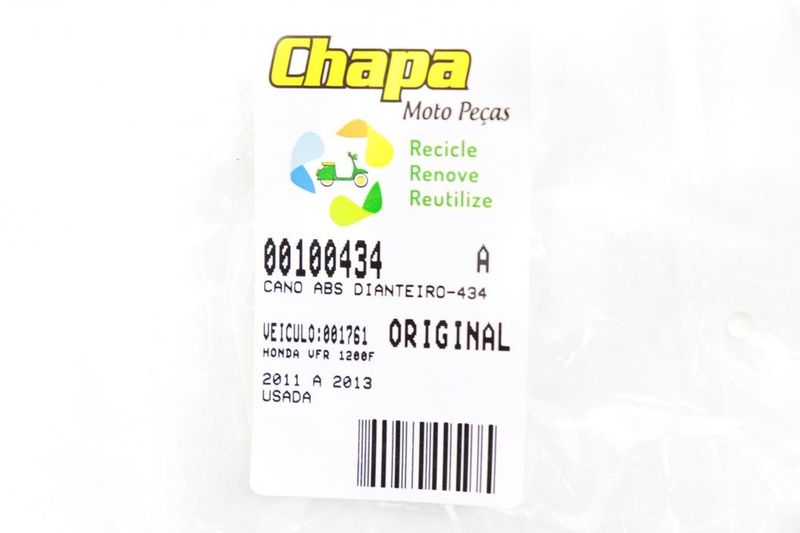 Chapa
Moto Peças
Recicle
Renove
Reutilize
00100434 A
CANO ABS DIANTEIRO-434
VEICULO:001761 ORIGINAL
HONDA VFR 1200F
2011 A 2013
USADA